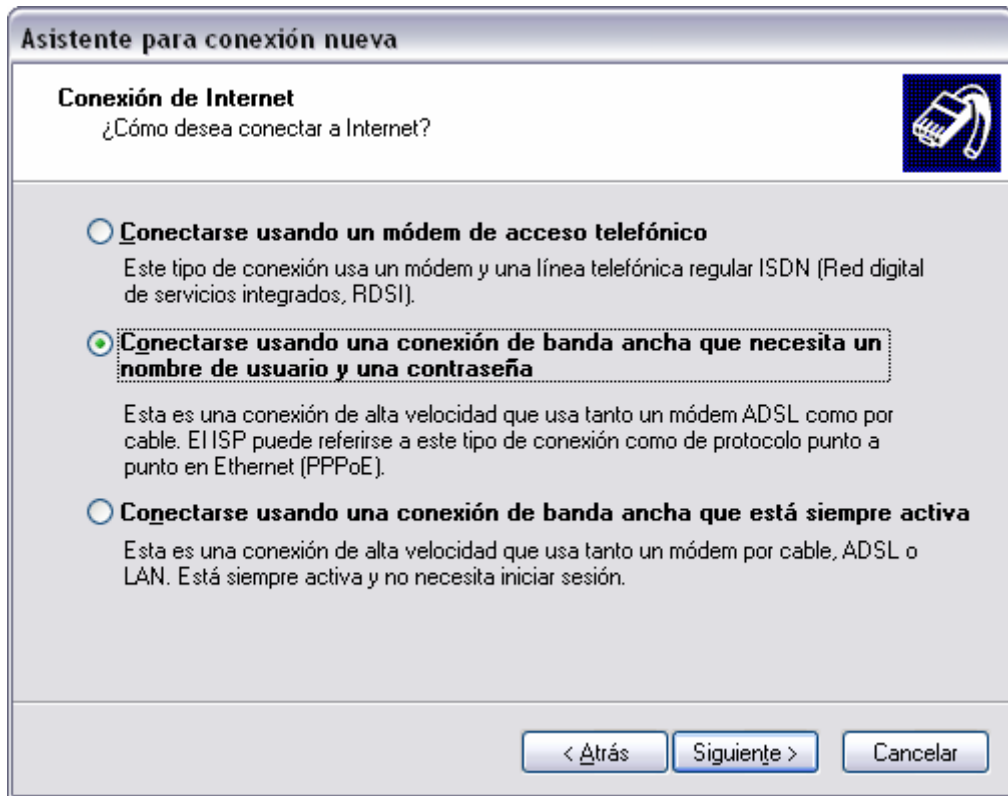 Asistente para conexión nueva
Conexión de Internet
¿Cómo desea conectar a Internet?
Conectarse usando un módem de acceso telefónico
Este tipo de conexión usa un módem y una línea telefónica regular ISDN (Red digital
de servicios integrados, RDSI).
Conectarse usando una conexión de banda ancha que necesita un
nombre de usuario y una contraseña
Esta es una conexión de alta velocidad que usa tanto un módem ADSL como por
cable. El ISP puede referirse a este tipo de conexión como de protocolo punto a
punto en Ethernet (PPPoE).
Conectarse usando una conexión de banda ancha que está siempre activa
Esta es una conexión de alta velocidad que usa tanto un módem por cable, ADSL o
LAN. Está siempre activa y no necesita iniciar sesión.
< Atrás
Siguiente >
Cancelar